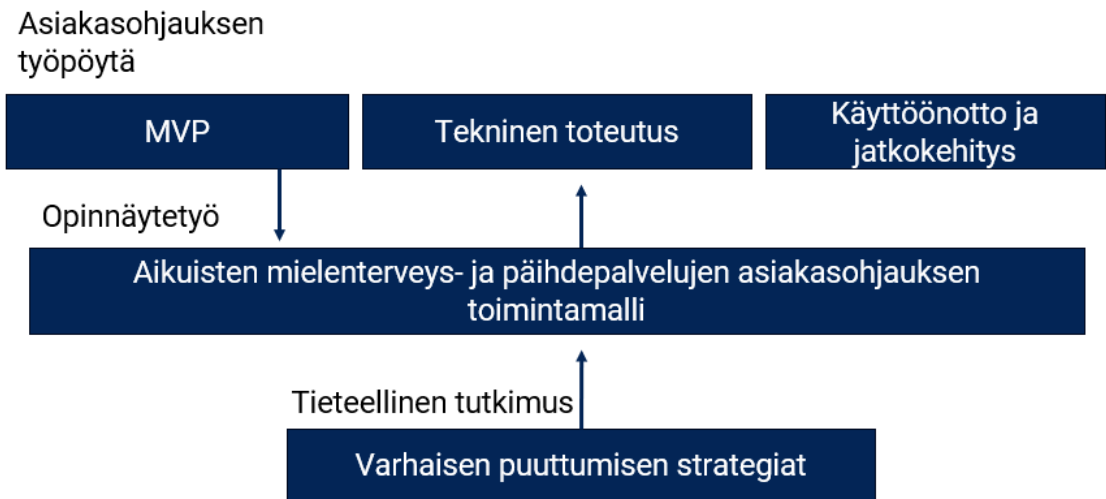 Asiakasohjauksen
työpöytä
MVP
Tekninen toteutus
Käyttöönotto ja
jatkokehitys
Opinnäytetyö
Aikuisten mielenterveys- ja päihdepalvelujen asiakasohjauksen
toimintamalli
Tieteellinen tutkimus
Varhaisen puuttumisen strategiat